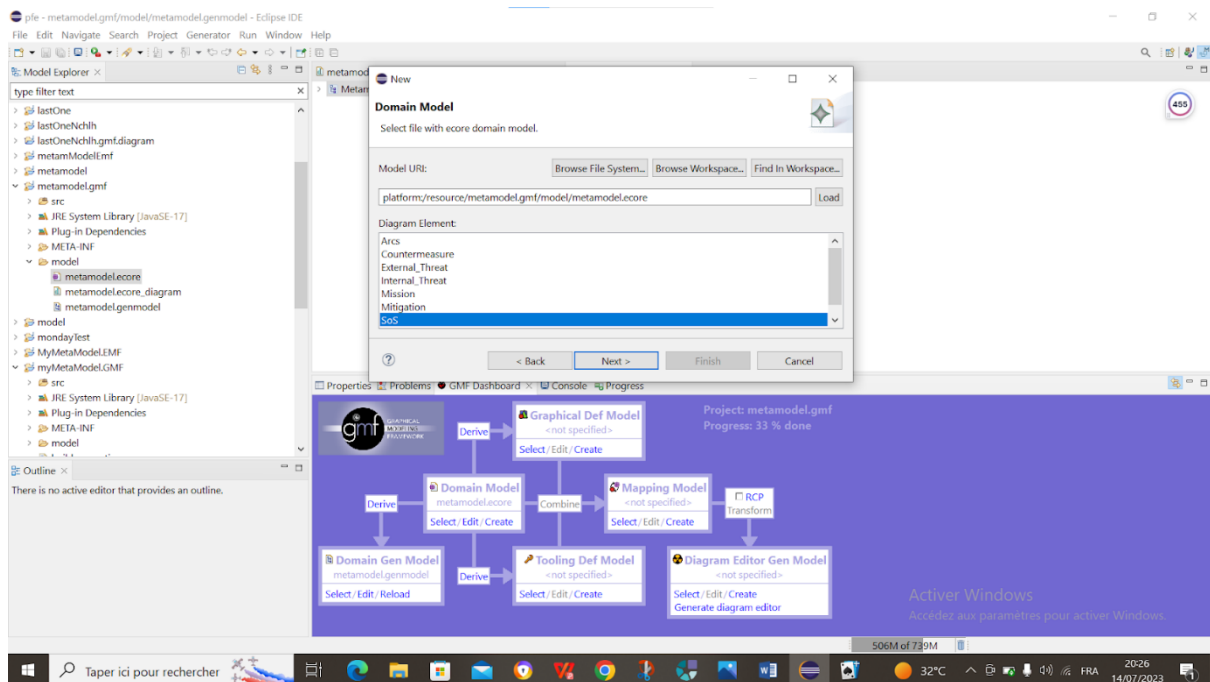 pfe - metamodel.gmf/model/metamodel.genmodel - Eclipse IDE
File Edit Navigate Search Project Generator Run Window Help
Model Explorer
type filter text
lastOne
lastOneNchlh
lastOneNchlh.gmf.diagram
metamModelEmf
metamodel
metamodel.gmf
src
JRE System Library [JavaSE-17]
Plug-in Dependencies
META-INF
model
metamodel.ecore
metamodel.ecore_diagram
metamodel.genmodel
model
mondayTest
MyMetaModel.EMF
myMetaModel.GMF
src
JRE System Library [JavaSE-17]
Plug-in Dependencies
META-INF
model
Outline
There is no active editor that provides an outline.
metamod
Metam
New
Domain Model
Select file with ecore domain model.
Model URI: Browse File System... Browse Workspace... Find In Workspace...
platform:/resource/metamodel.gmf/model/metamodel.ecore Load
Diagram Element:
Arcs
Countermeasure
External_Threat
Internal_Threat
Mission
Mitigation
SoS
< Back Next > Finish Cancel
455
Properties Problems GMF Dashboard Console Progress
gmf GRAPHICAL MODELING FRAMEWORK
Derive
Graphical Def Model
<not specified>
Select/Edit/Create
Project: metamodel.gmf
Progress: 33 % done
Derive
Domain Model
metamodel.ecore
Select/Edit/Create
Combine
Mapping Model
<not specified>
Select/Edit/Create
RCP
Transform
Domain Gen Model
metamodel.genmodel
Select/Edit/Reload
Derive
Tooling Def Model
<not specified>
Select/Edit/Create
Diagram Editor Gen Model
<not specified>
Select/Edit/Create
Generate diagram editor
Activer Windows
Accédez aux paramètres pour activer Windows.
506M of 739M
Taper ici pour rechercher
32°C
FRA
20:26
14/07/2023